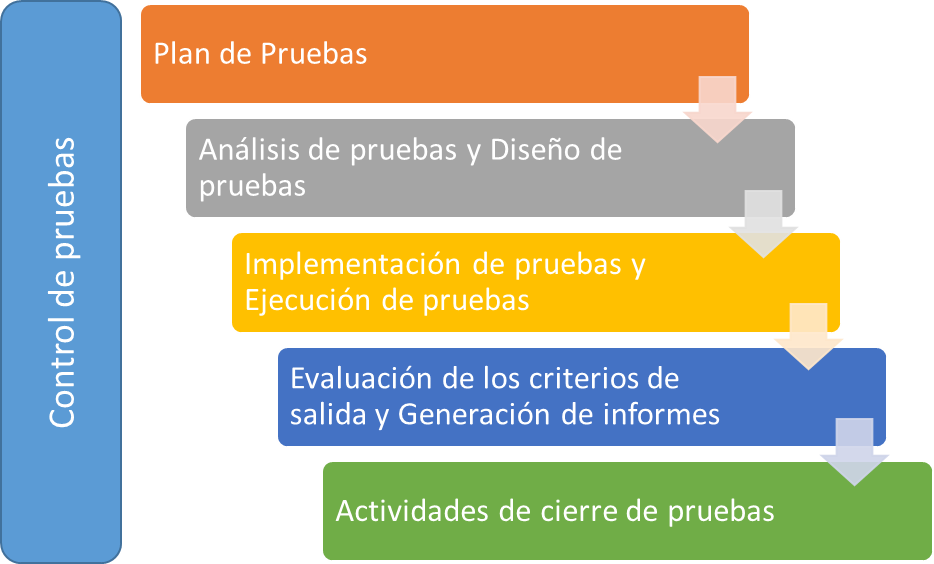 Control de pruebas
Plan de Pruebas
Análisis de pruebas y Diseño de
pruebas
Implementación de pruebas y
Ejecución de pruebas
Evaluación de los criterios de
salida y Generación de informes
Actividades de cierre de pruebas